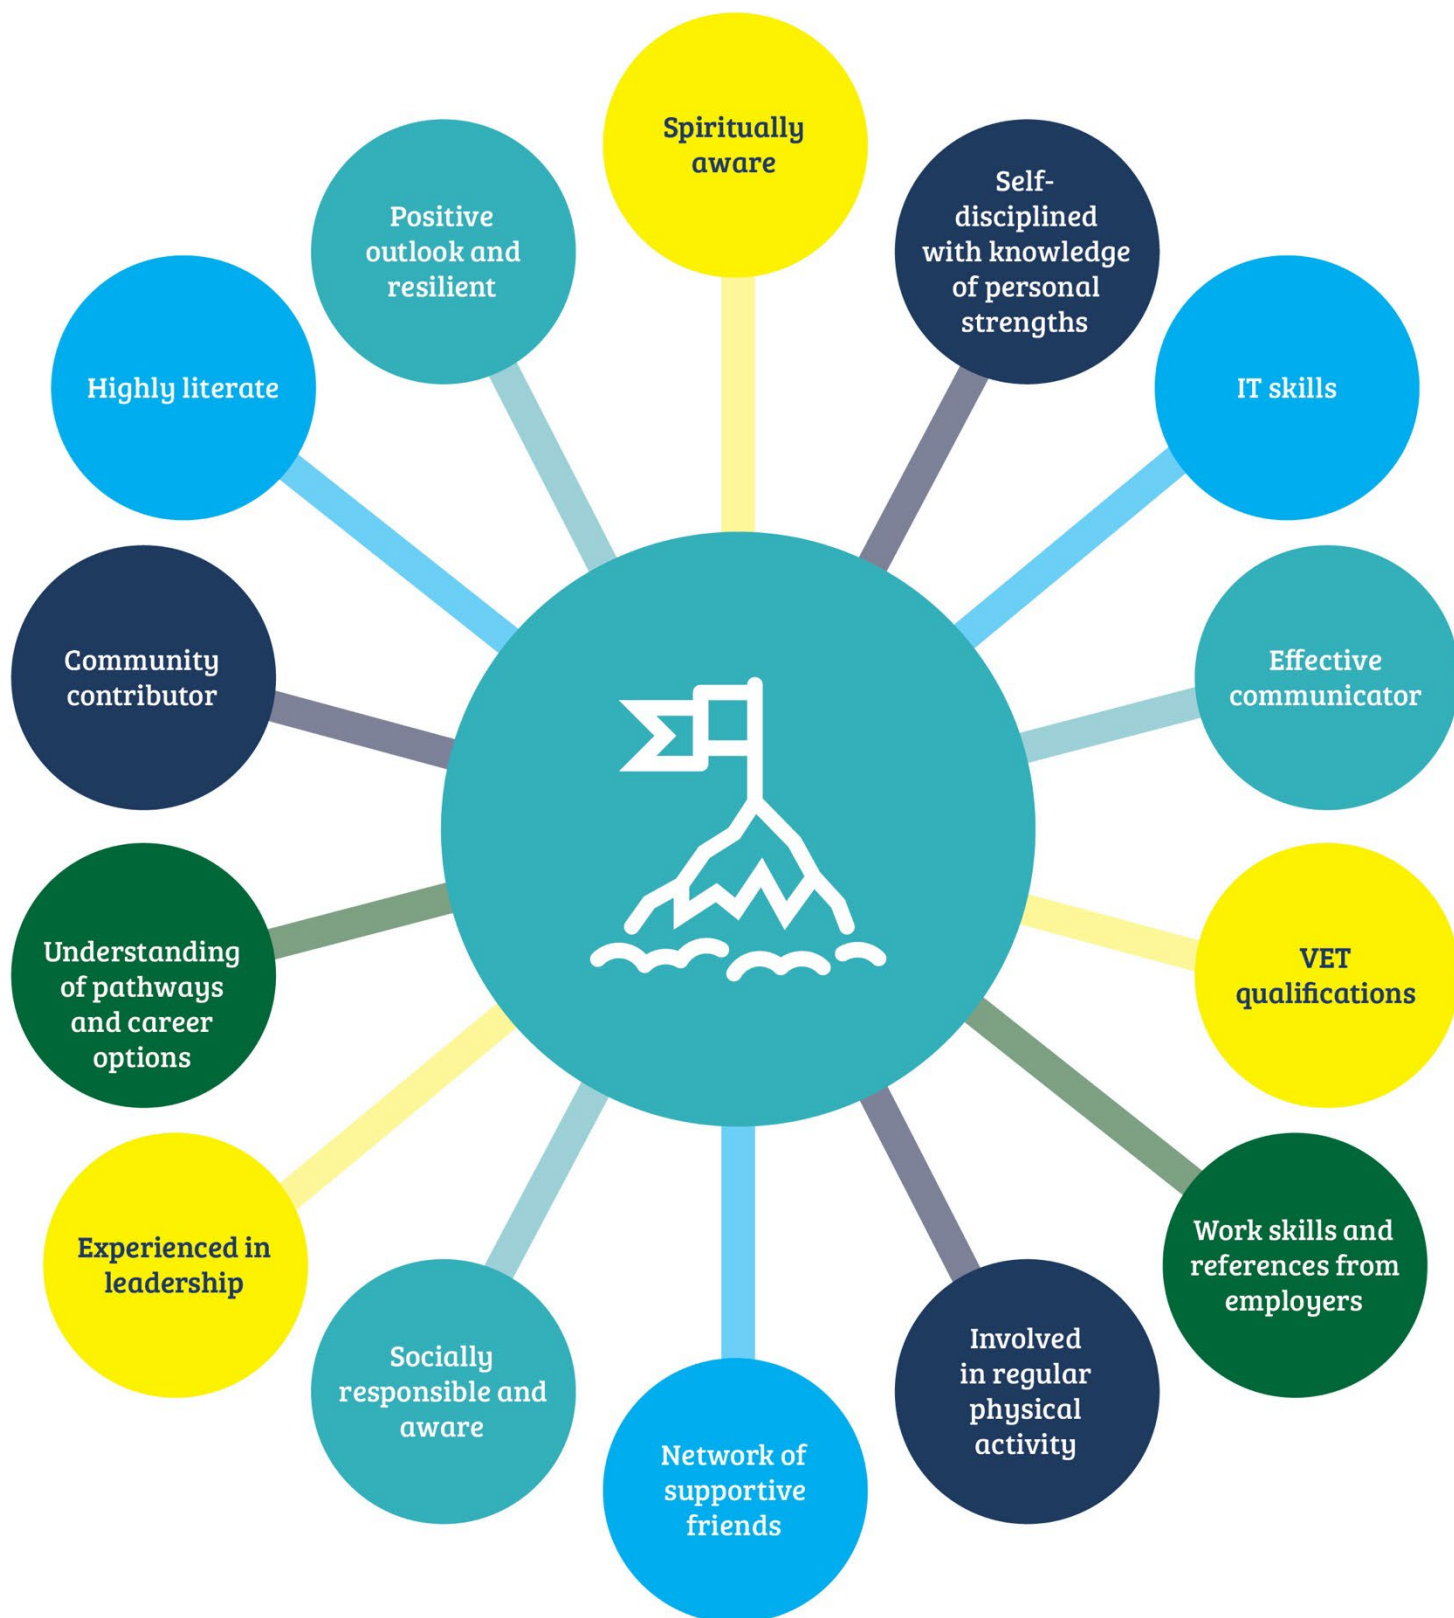 Spiritually
aware
Self-
disciplined
with knowledge
of personal
strengths
IT skills
Effective
communicator
VET
qualifications
Work skills and
references from
employers
Involved
in regular
physical
activity
Network of
supportive
friends
Socially
responsible and
aware
Experienced in
leadership
Understanding
of pathways
and career
options
Community
contributor
Highly literate
Positive
outlook and
resilient